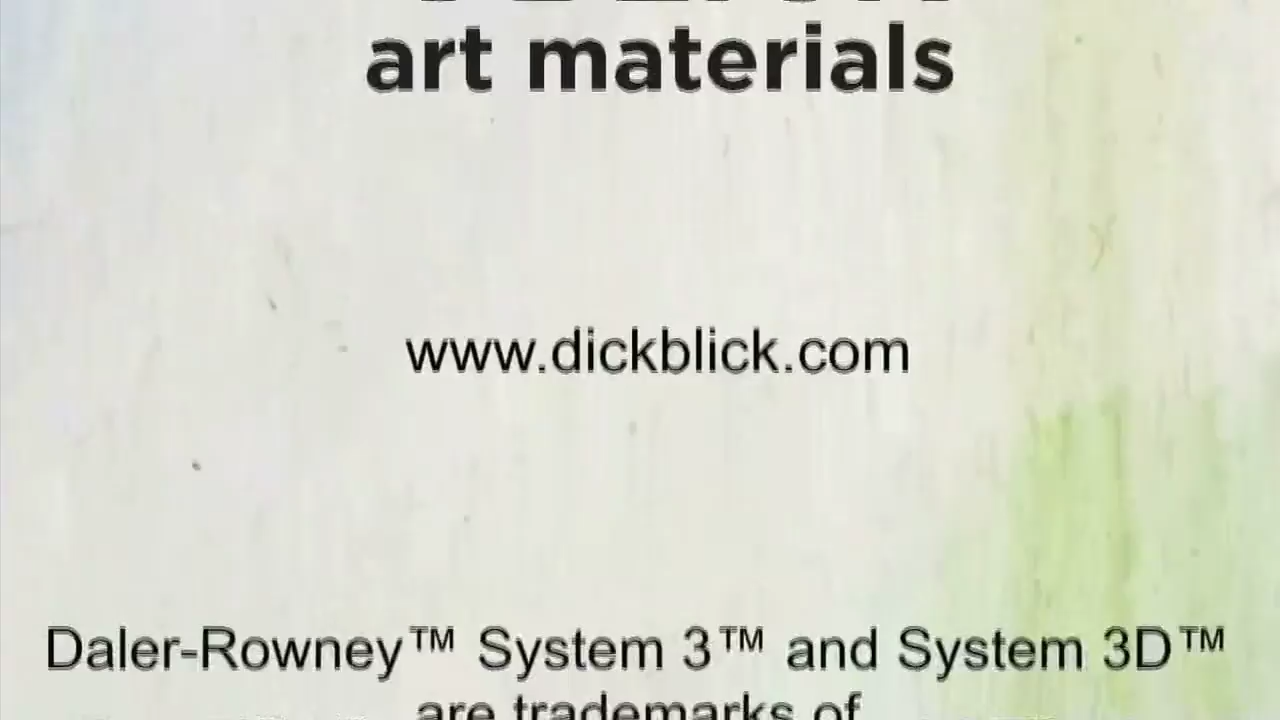 art materials
www.dickblick.com
Daler-Rowney™ System 3™ and System 3D™
are trademarks of